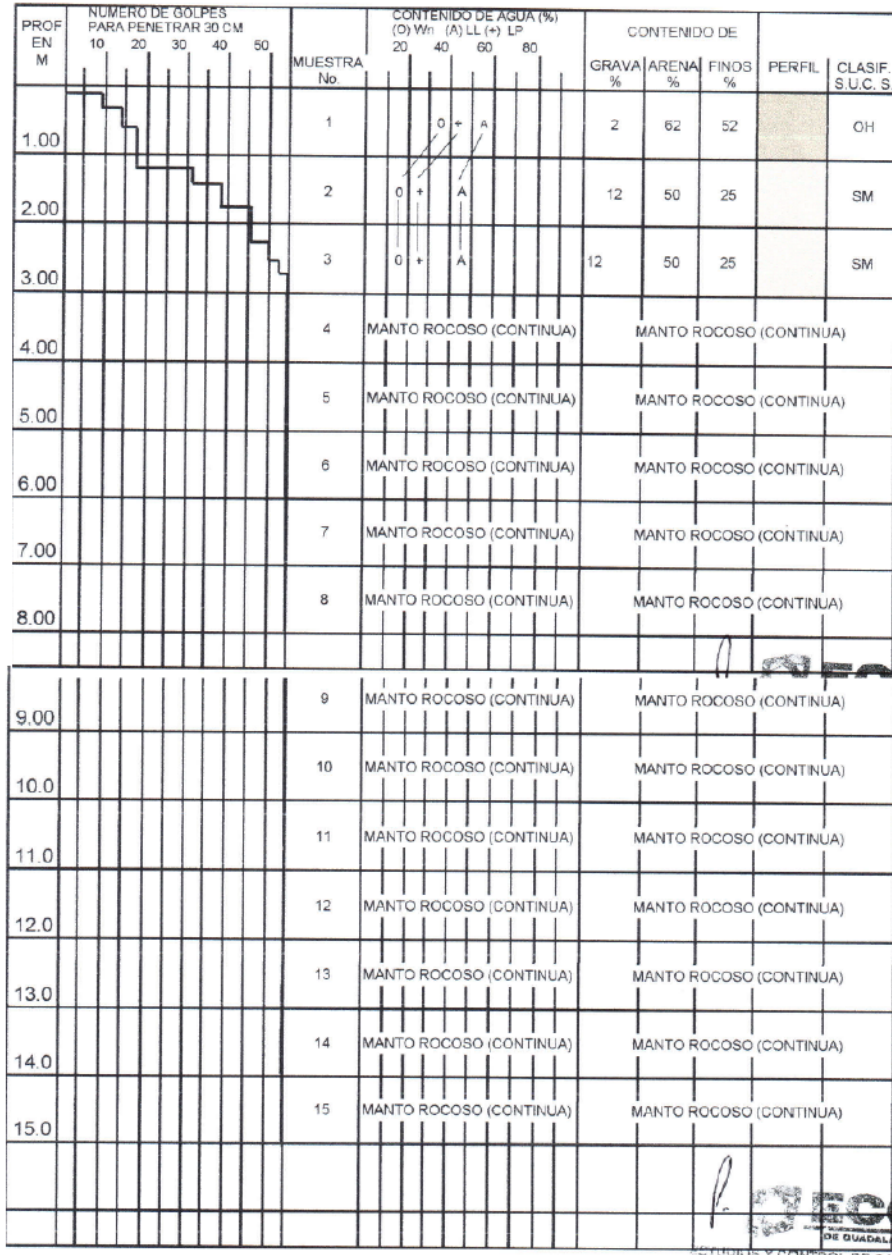 PROF EN M
NUMERO DE GOLPES PARA PENETRAR 30 CM
10 20 30 40 50
MUESTRA No.
CONTENIDO DE AGUA (%)
(O) Wn (A) LL (+) LP
20 40 60 80
CONTENIDO DE
GRAVA % ARENA % FINOS %
PERFIL
CLASIF. S.U.C. S.
1 0 + A 2 62 52 OH
1.00
2 0 + A 12 50 25 SM
2.00
3 0 + A 12 50 25 SM
3.00
4 MANTO ROCOSO (CONTINUA) MANTO ROCOSO (CONTINUA)
4.00
5 MANTO ROCOSO (CONTINUA) MANTO ROCOSO (CONTINUA)
5.00
6 MANTO ROCOSO (CONTINUA) MANTO ROCOSO (CONTINUA)
6.00
7 MANTO ROCOSO (CONTINUA) MANTO ROCOSO (CONTINUA)
7.00
8 MANTO ROCOSO (CONTINUA) MANTO ROCOSO (CONTINUA)
8.00
9 MANTO ROCOSO (CONTINUA) MANTO ROCOSO (CONTINUA)
9.00
10 MANTO ROCOSO (CONTINUA) MANTO ROCOSO (CONTINUA)
10.0
11 MANTO ROCOSO (CONTINUA) MANTO ROCOSO (CONTINUA)
11.0
12 MANTO ROCOSO (CONTINUA) MANTO ROCOSO (CONTINUA)
12.0
13 MANTO ROCOSO (CONTINUA) MANTO ROCOSO (CONTINUA)
13.0
14 MANTO ROCOSO (CONTINUA) MANTO ROCOSO (CONTINUA)
14.0
15 MANTO ROCOSO (CONTINUA) MANTO ROCOSO (CONTINUA)
15.0
DE GUADAL